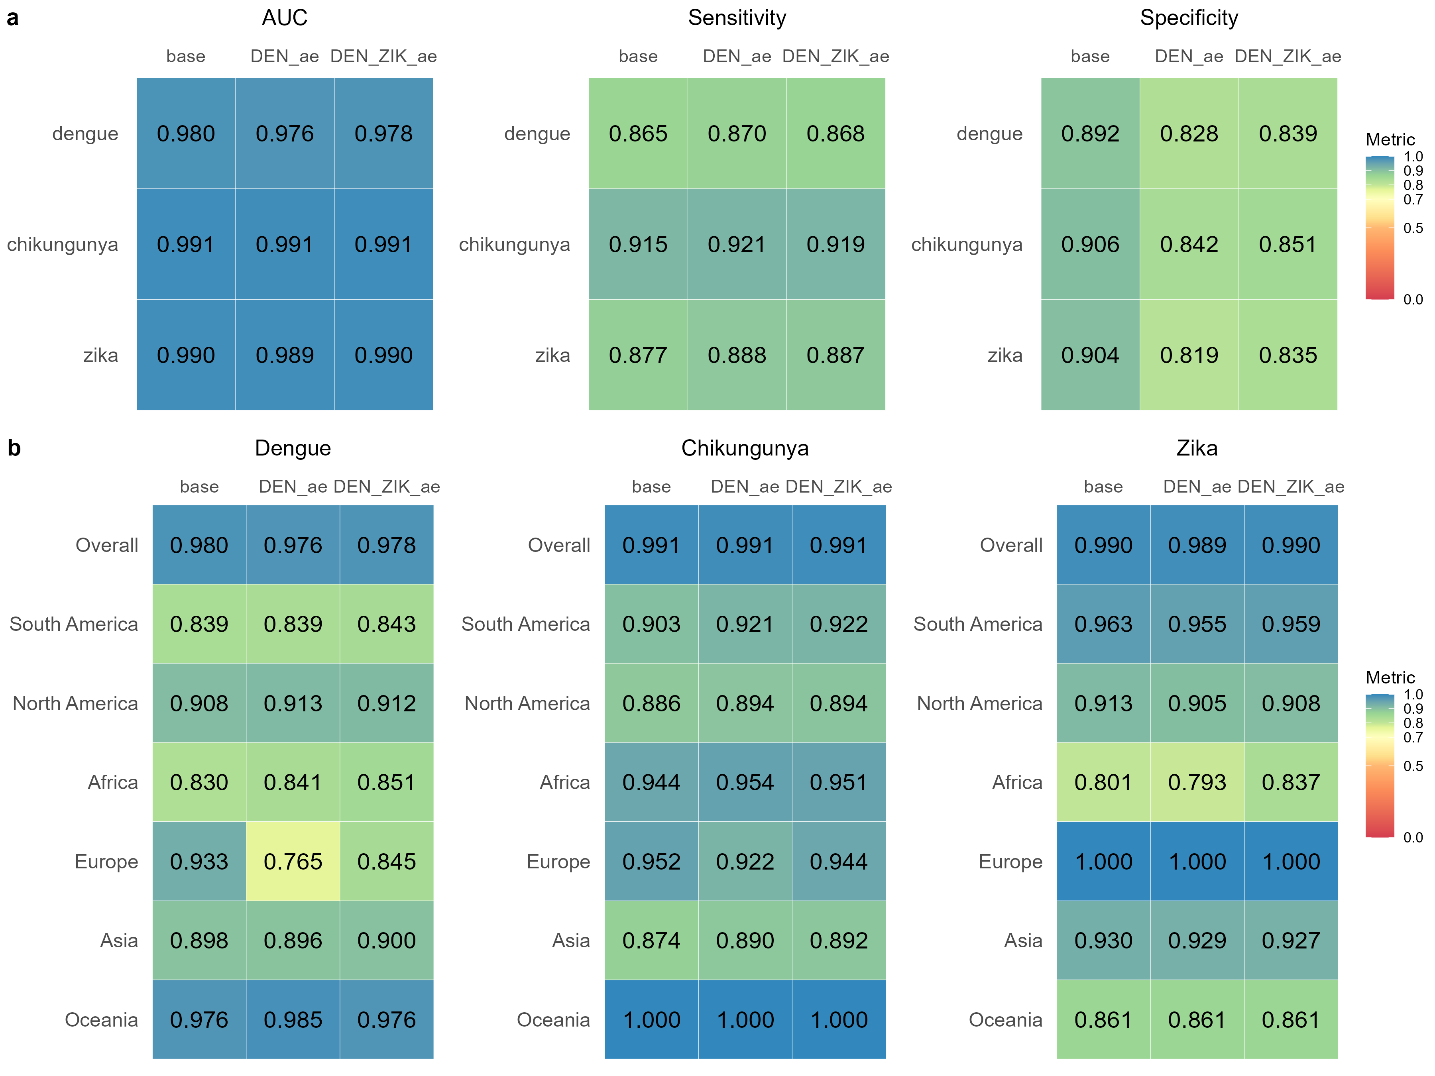 a
AUC Sensitivity Specificity
base DEN_ae DEN_ZIK_ae base DEN_ae DEN_ZIK_ae base DEN_ae DEN_ZIK_ae
dengue 0.980 0.976 0.978 dengue 0.865 0.870 0.868 dengue 0.892 0.828 0.839
chikungunya 0.991 0.991 0.991 chikungunya 0.915 0.921 0.919 chikungunya 0.906 0.842 0.851
zika 0.990 0.989 0.990 zika 0.877 0.888 0.887 zika 0.904 0.819 0.835
Metric
1.0
0.9
0.8
0.7
0.5
0.0
b
Dengue Chikungunya Zika
base DEN_ae DEN_ZIK_ae base DEN_ae DEN_ZIK_ae base DEN_ae DEN_ZIK_ae
Overall 0.980 0.976 0.978 Overall 0.991 0.991 0.991 Overall 0.990 0.989 0.990
South America 0.839 0.839 0.843 South America 0.903 0.921 0.922 South America 0.963 0.955 0.959
North America 0.908 0.913 0.912 North America 0.886 0.894 0.894 North America 0.913 0.905 0.908
Africa 0.830 0.841 0.851 Africa 0.944 0.954 0.951 Africa 0.801 0.793 0.837
Europe 0.933 0.765 0.845 Europe 0.952 0.922 0.944 Europe 1.000 1.000 1.000
Asia 0.898 0.896 0.900 Asia 0.874 0.890 0.892 Asia 0.930 0.929 0.927
Oceania 0.976 0.985 0.976 Oceania 1.000 1.000 1.000 Oceania 0.861 0.861 0.861
Metric
1.0
0.9
0.8
0.7
0.5
0.0